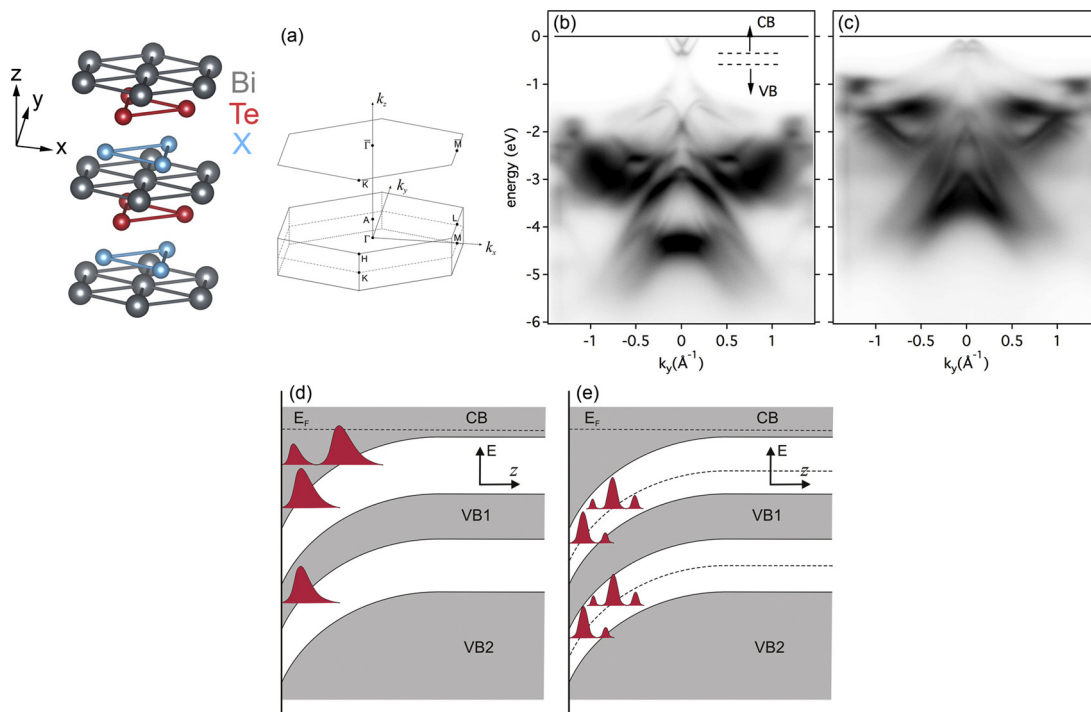 z
y
x
Bi
Te
X
(a)
k_z
Γ̄
M̄
K̄
k_y
A
L
Γ
M
k_x
H
K
(b)
CB
VB
0
-1
-2
-3
-4
-5
-6
energy (eV)
-1
-0.5
0
0.5
1
k_y(Å⁻¹)
(c)
-1
-0.5
0
0.5
1
k_y(Å⁻¹)
(d)
E_F
CB
E
z
VB1
VB2
(e)
E_F
CB
E
z
VB1
VB2